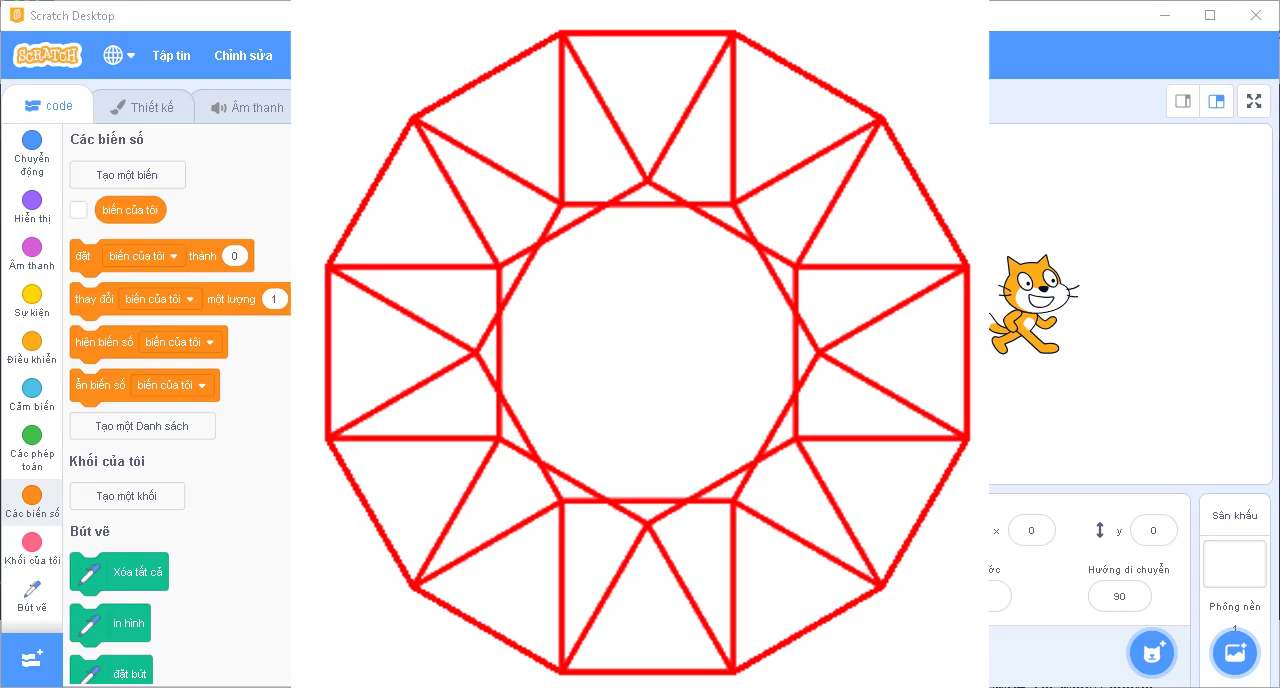 Scratch Desktop
SCRATCH
Tập tin
Chỉnh sửa
code
Thiết kế
Âm thanh
Chuyển động
Hiển thị
Âm thanh
Sự kiện
Điều khiển
Cảm biến
Các phép toán
Các biến số
Khối của tôi
Bút vẽ
Các biến số
Tạo một biến
biến của tôi
đặt biến của tôi thành 0
thay đổi biến của tôi một lượng 1
hiện biến số biến của tôi
ẩn biến số biến của tôi
Tạo một Danh sách
Khối của tôi
Tạo một khối
Bút vẽ
Xóa tất cả
in hình
đặt bút
x 0
y 0
Hướng di chuyển
90
Sân khấu
Phông nền
1